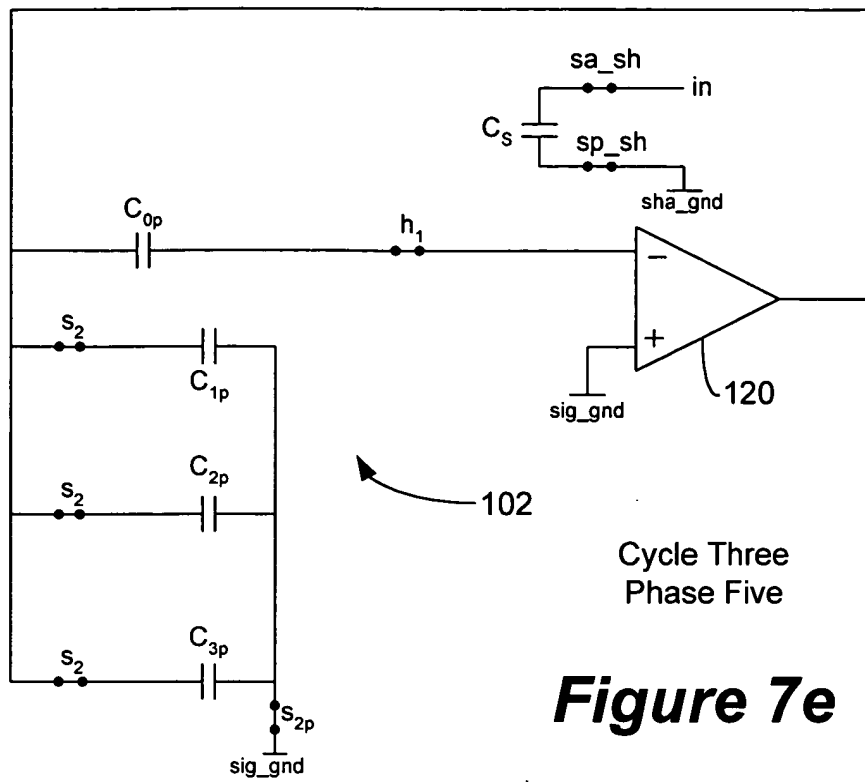 sa_sh
in
C_S
sp_sh
sha_gnd
C_0p
h_1
−
s_2
C_1p
+
sig_gnd
120
C_2p
s_2
102
Cycle Three
Phase Five
C_3p
s_2
s_2p
sig_gnd
Figure 7e